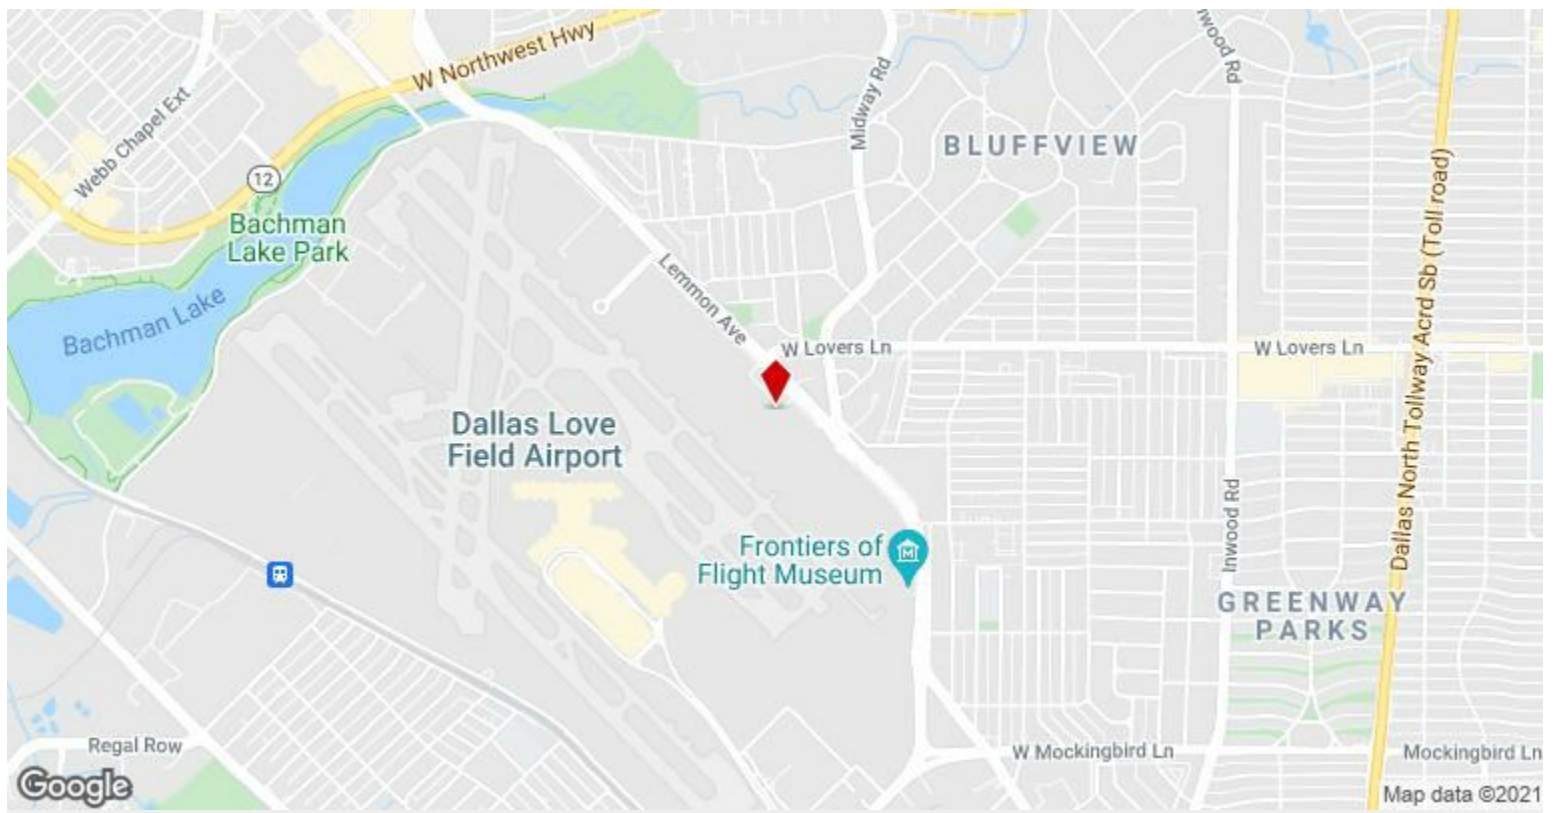 W Northwest Hwy
Inwood Rd
Midway Rd
Webb Chapel Ext
BLUFFVIEW
12
Bachman
Lake Park
Dallas North Tollway Acrd Sb (Toll road)
Lemmon Ave
Bachman Lake
W Lovers Ln
W Lovers Ln
Dallas Love
Field Airport
Inwood Rd
Frontiers of
Flight Museum
M
GREENWAY
PARKS
Regal Row
W Mockingbird Ln
Mockingbird Ln
Google
Map data ©2021